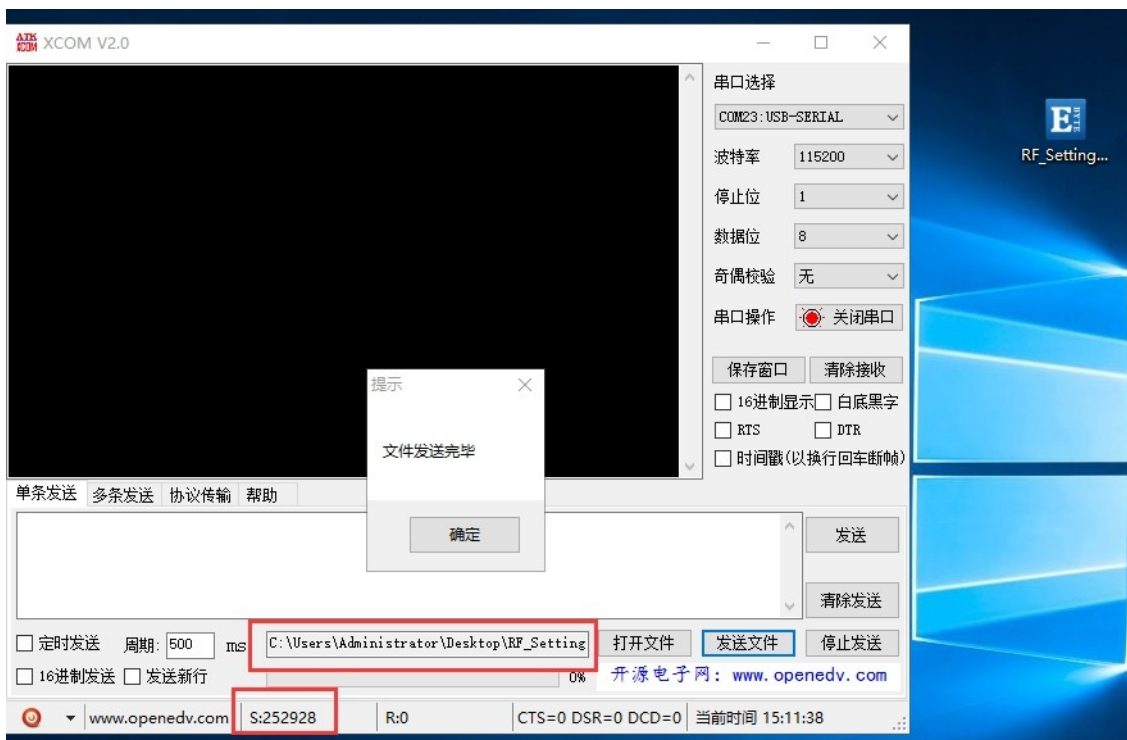 ATK XCOM XCOM V2.0
串口选择
COM23:USB-SERIAL
波特率 115200
停止位 1
数据位 8
奇偶校验 无
串口操作 关闭串口
保存窗口 清除接收
16进制显示 白底黑字
RTS DTR
时间戳(以换行回车断帧)
提示
文件发送完毕
确定
单条发送 多条发送 协议传输 帮助
发送
清除发送
定时发送 周期: 500 ms C:\Users\Administrator\Desktop\RF_Setting 打开文件 发送文件 停止发送
16进制发送 发送新行 0% 开源电子网: www.openedv.com
www.openedv.com S:252928 R:0 CTS=0 DSR=0 DCD=0 当前时间 15:11:38
E BYTE
RF_Setting...